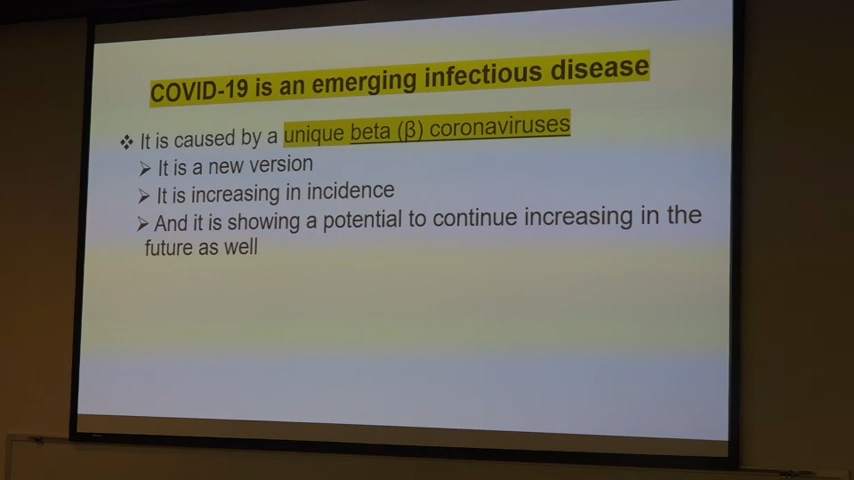 COVID-19 is an emerging infectious disease
❖ It is caused by a unique beta (β) coronaviruses
➢ It is a new version
➢ It is increasing in incidence
➢ And it is showing a potential to continue increasing in the
future as well